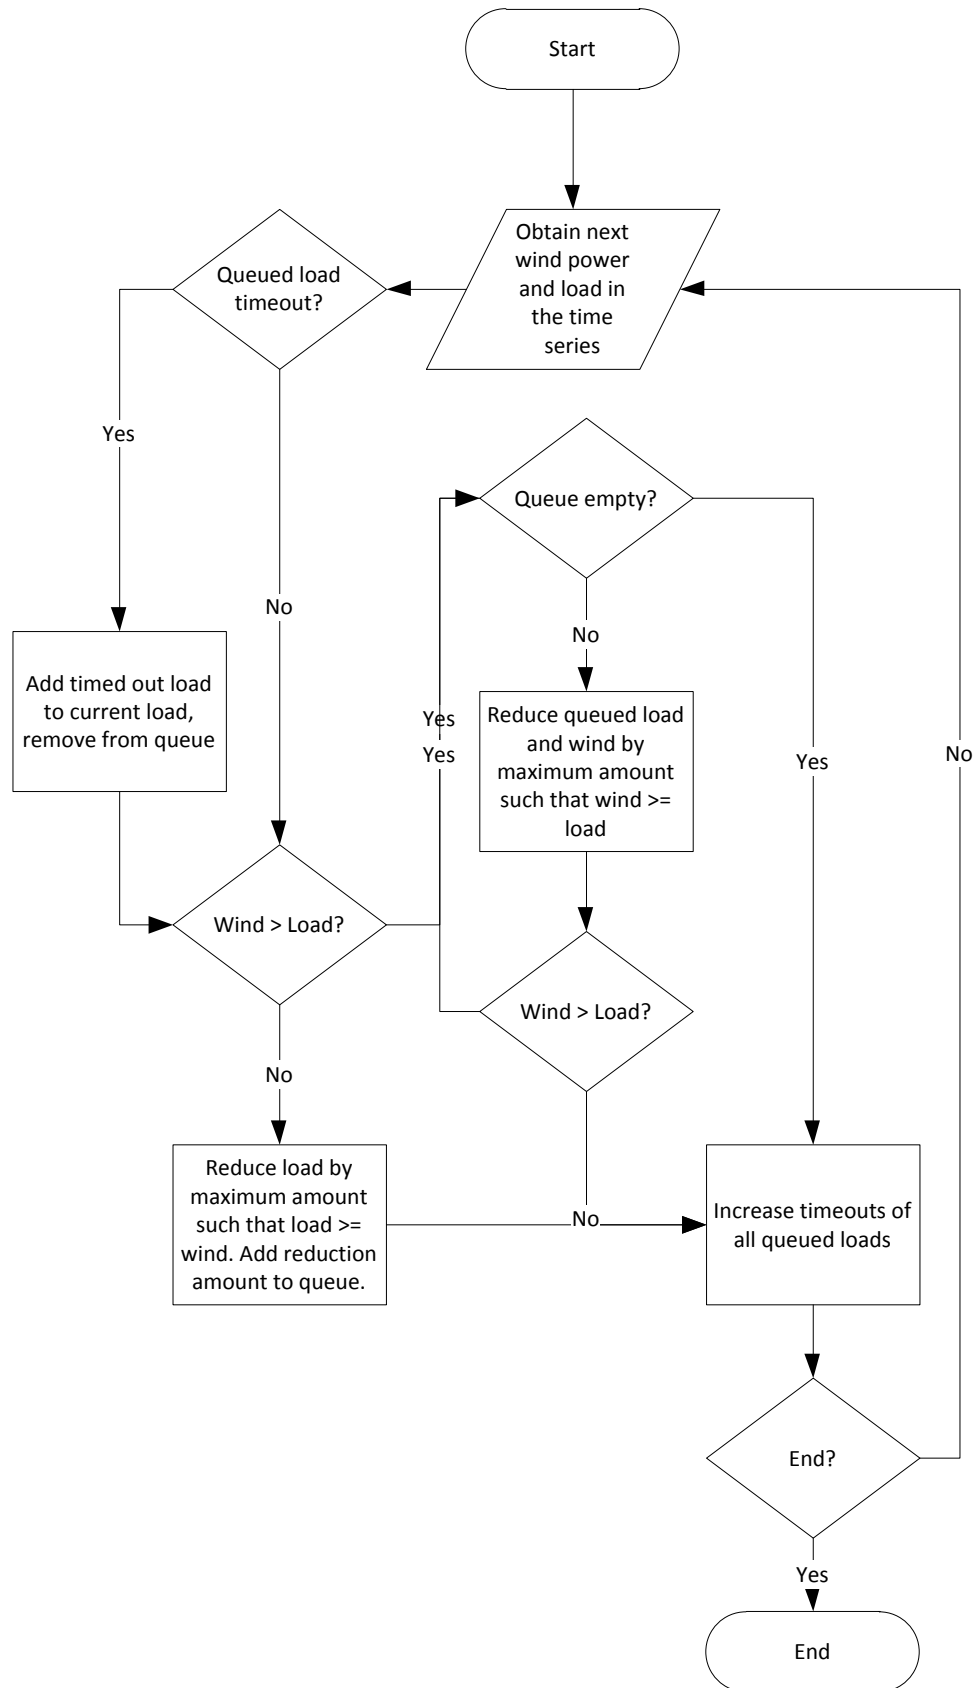 Start
Obtain next
wind power
and load in
the time
series
Queued load
timeout?
Yes
No
Queue empty?
No
Add timed out load
to current load,
remove from queue
Yes
Yes
Reduce queued load
and wind by
maximum amount
such that wind >=
load
Yes
No
Wind > Load?
Wind > Load?
No
Reduce load by
maximum amount
such that load >=
wind. Add reduction
amount to queue.
No
Increase timeouts of
all queued loads
End?
Yes
End